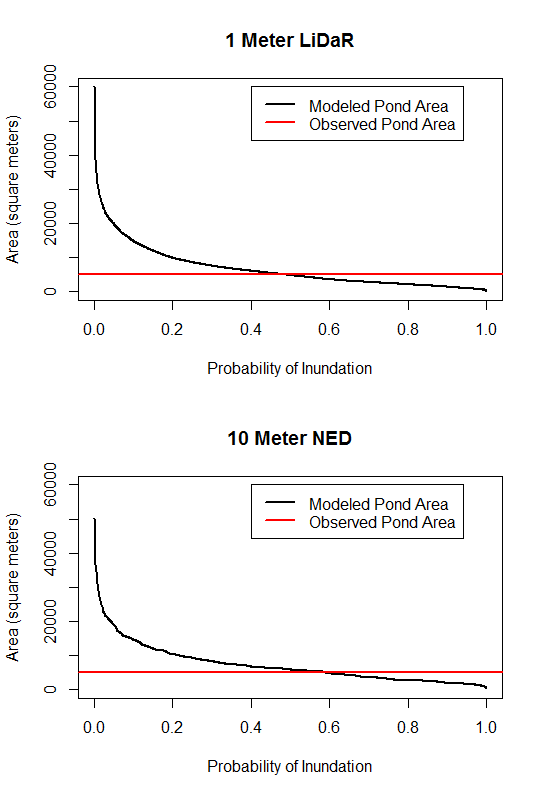 1 Meter LiDaR
Area (square meters)
60000
40000
20000
0
Modeled Pond Area
Observed Pond Area
0.0 0.2 0.4 0.6 0.8 1.0
Probability of Inundation
10 Meter NED
Area (square meters)
60000
40000
20000
0
Modeled Pond Area
Observed Pond Area
0.0 0.2 0.4 0.6 0.8 1.0
Probability of Inundation